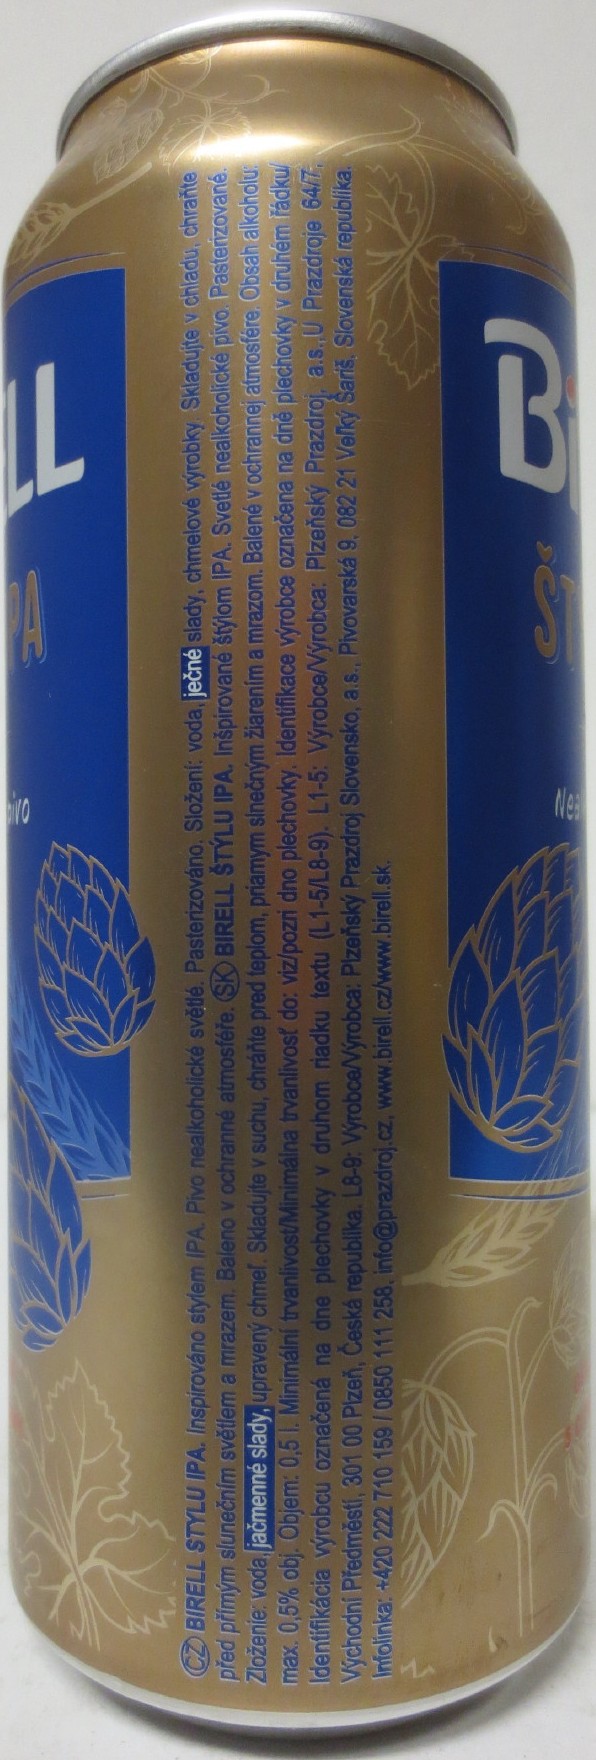 ELL
PA
pivo
CZ BIRELL ŠTYLU IPA. Inspirováno stylem IPA. Pivo nealkoholické světlé. Pasterizováno. Složení: voda, ječné slady, chmelové výrobky. Skladujte v chladu, chraňte
před přímým slunečním světlem a mrazem. Baleno v ochranné atmosféře. SK BIRELL ŠTÝLU IPA. Inšpirované štýlom IPA. Svetlé nealkoholické pivo. Pasterizované.
Zloženie: voda, jačmenné slady, upravený chmeľ. Skladujte v suchu, chráňte pred teplom, priamym slnečným žiarením a mrazom. Balené v ochrannej atmosfére. Obsah alkoholu:
max. 0,5% obj. Objem: 0,5 l. Minimální trvanlivost/Minimálna trvanlivosť do: viz/pozri dno plechovky. Identifikace výrobce označena na dně plechovky v druhém řádku/
Identifikácia výrobcu označená na dne plechovky v druhom riadku textu (L1-5/L8-9). L1-5: Výrobce/Výrobca: Plzeňský Prazdroj, a.s.,U Prazdroje 64/7,
Východní Předměstí, 301 00 Plzeň, Česká republika. L8-9: Výrobce/Výrobca: Plzeňský Prazdroj Slovensko, a.s., Pivovarská 9, 082 21 Veľký Šariš, Slovenská republika.
Infolinka: +420 222 710 159 / 0850 111 258, info@prazdroj.cz, www.birell.cz/www.birell.sk.
Bi
ŠT
Nea